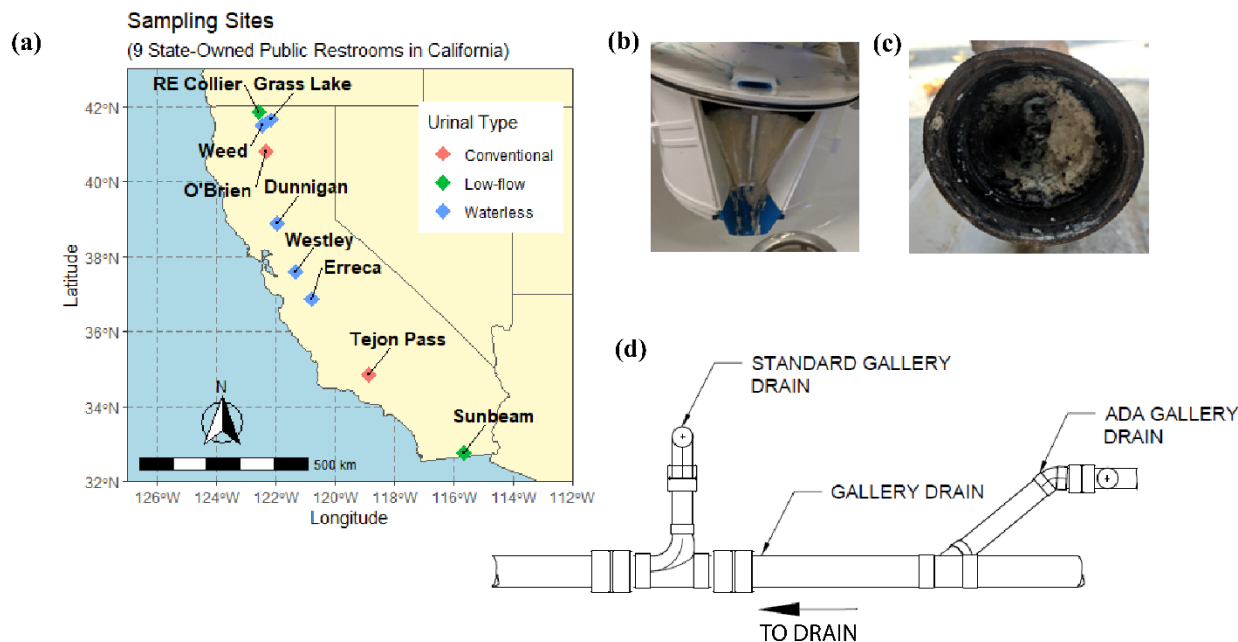 (a)
Sampling Sites
(9 State-Owned Public Restrooms in California)
RE Collier
Grass Lake
Weed
O'Brien
Dunnigan
Westley
Erreca
Tejon Pass
Sunbeam
Urinal Type
Conventional
Low-flow
Waterless
N
500 km
42°N
40°N
38°N
36°N
34°N
32°N
Latitude
126°W 124°W 122°W 120°W 118°W 116°W 114°W 112°W
Longitude
(b)
(c)
(d)
STANDARD GALLERY
DRAIN
ADA GALLERY
DRAIN
GALLERY DRAIN
TO DRAIN